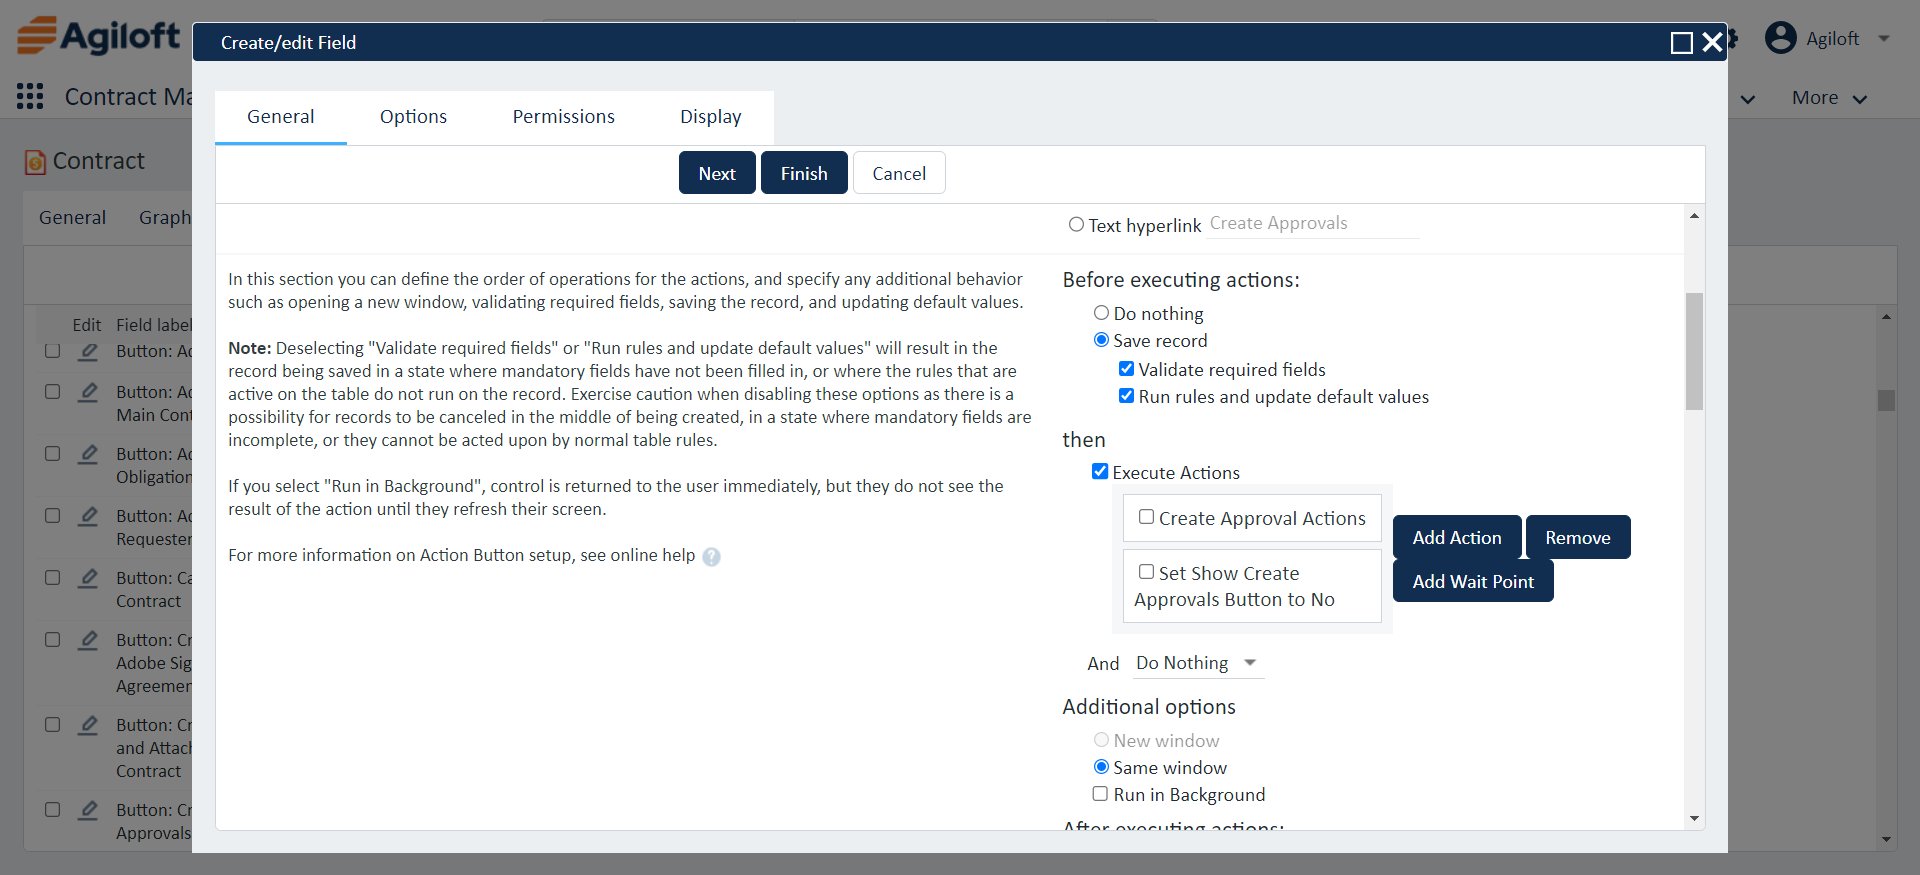 Agiloft
Agiloft
Create/edit Field
Contract Ma
More
General
Options
Permissions
Display
Next
Finish
Cancel
Contract
General
Graph
Text hyperlink
Create Approvals
In this section you can define the order of operations for the actions, and specify any additional behavior
such as opening a new window, validating required fields, saving the record, and updating default values.
Note: Deselecting "Validate required fields" or "Run rules and update default values" will result in the
record being saved in a state where mandatory fields have not been filled in, or where the rules that are
active on the table do not run on the record. Exercise caution when disabling these options as there is a
possibility for records to be canceled in the middle of being created, in a state where mandatory fields are
incomplete, or they cannot be acted upon by normal table rules.
If you select "Run in Background", control is returned to the user immediately, but they do not see the
result of the action until they refresh their screen.
For more information on Action Button setup, see online help ?
Before executing actions:
Do nothing
Save record
Validate required fields
Run rules and update default values
then
Execute Actions
Create Approval Actions
Set Show Create
Approvals Button to No
Add Action
Remove
Add Wait Point
And
Do Nothing
Additional options
New window
Same window
Run in Background
After executing actions:
Edit
Field label
Button: Ac
Button: Ac
Main Cont
Button: Ac
Obligation
Button: Ac
Requester
Button: Ca
Contract
Button: Cr
Adobe Sig
Agreemen
Button: Cr
and Attach
Contract
Button: Cr
Approvals